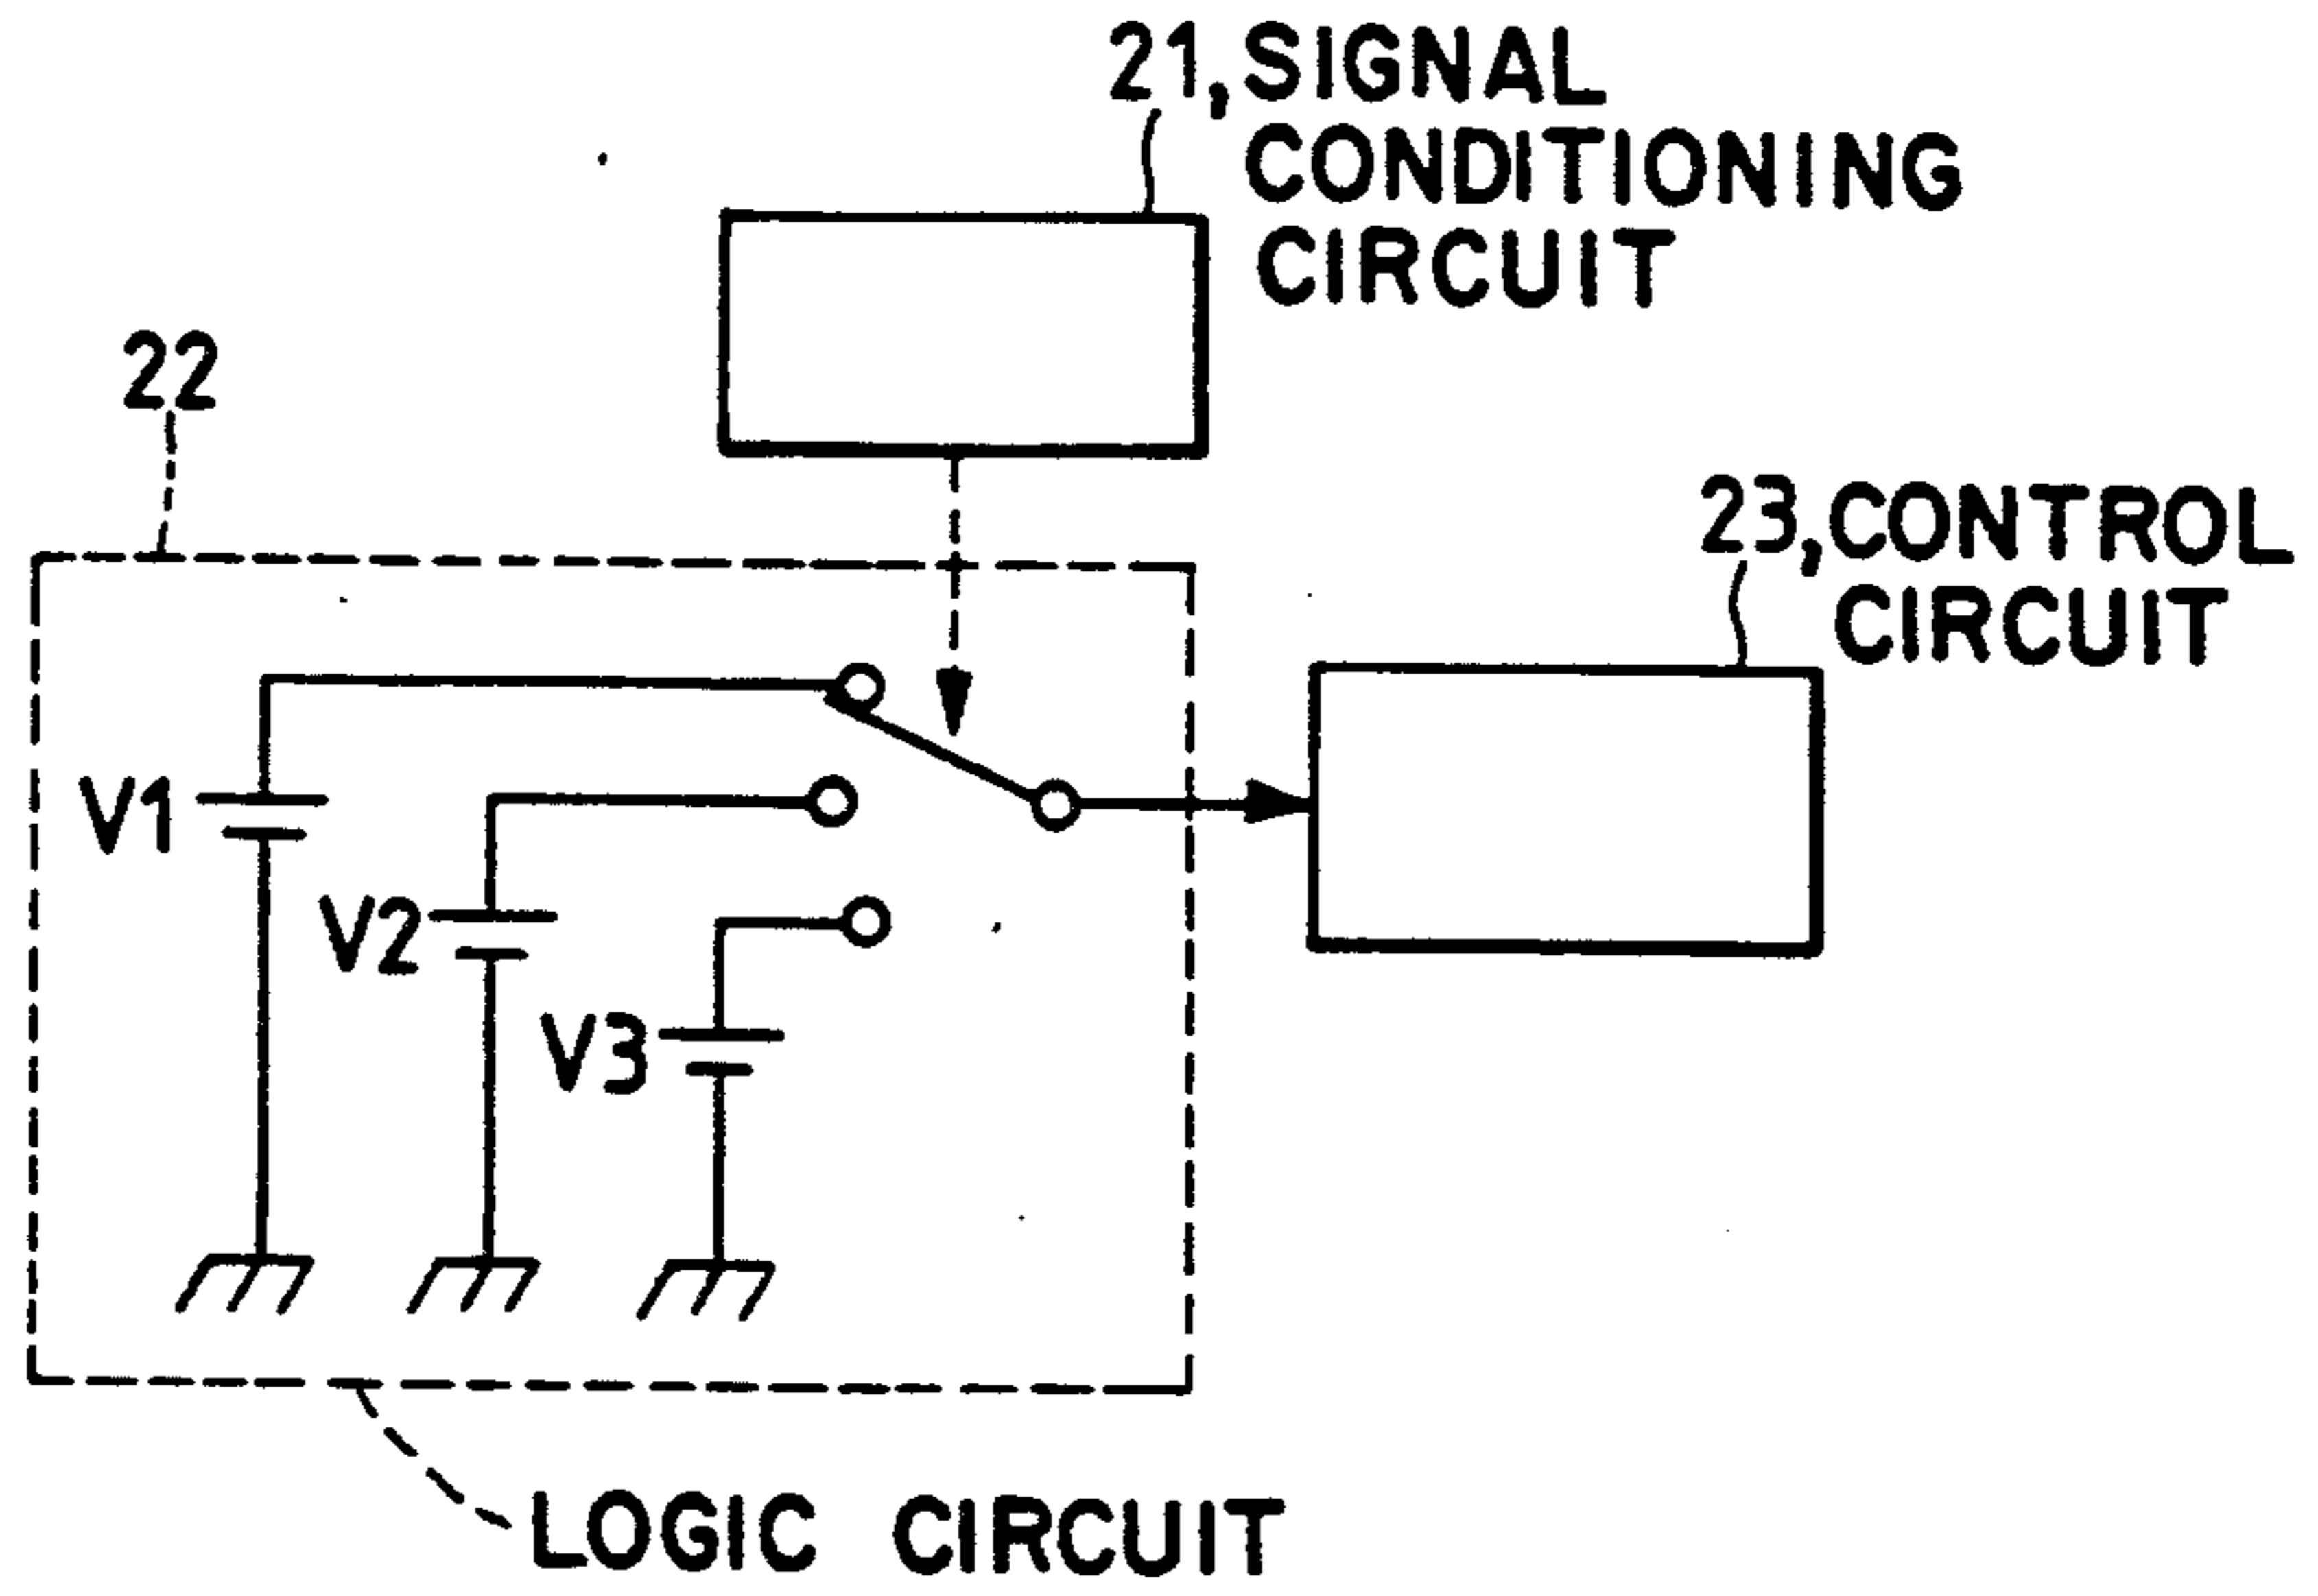 21,SIGNAL
CONDITIONING
CIRCUIT
22
23,CONTROL
CIRCUIT
V1
V2
V3
LOGIC CIRCUIT